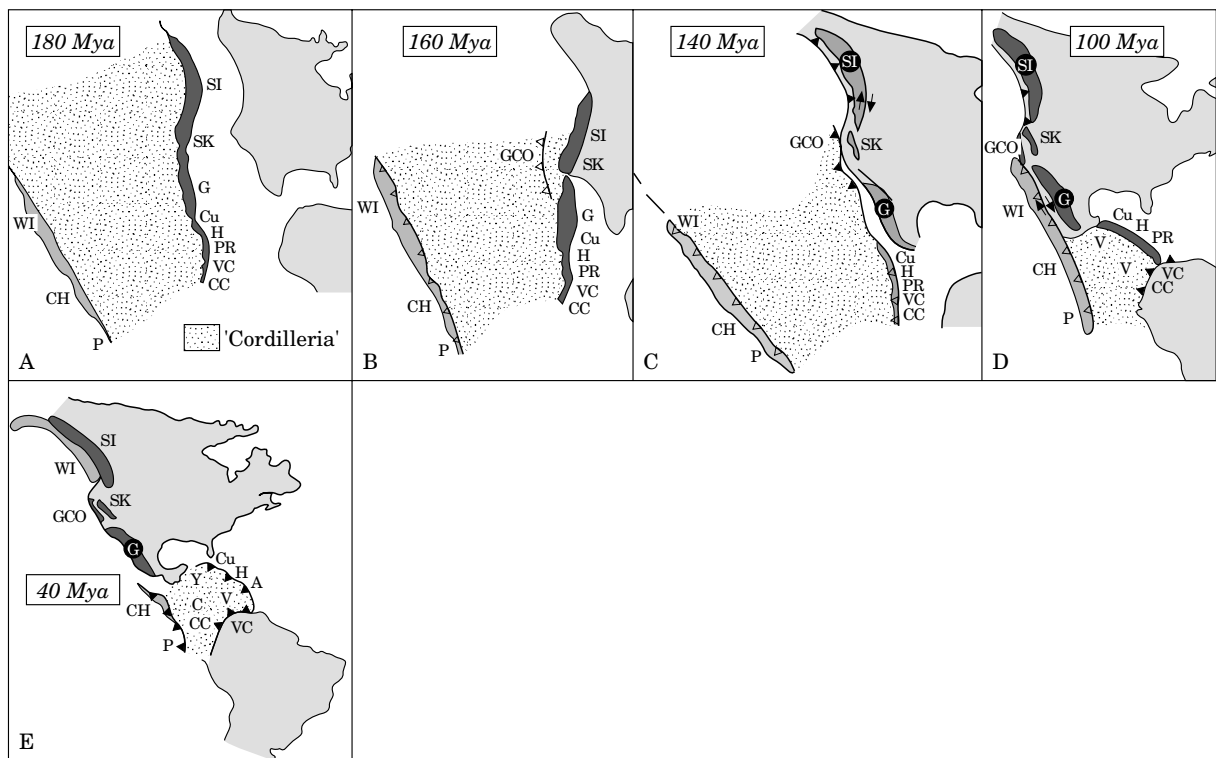 180 Mya
SI
SK
G
WI
Cu
H
PR
VC
CC
CH
P
'Cordilleria'
A
160 Mya
SI
GCO
SK
WI
G
Cu
H
PR
VC
CC
P
B
140 Mya
SI
GCO
SK
G
WI
Cu
H
PR
VC
CC
CH
P
C
100 Mya
SI
SK
GCO
WI
G
Cu
H
V
PR
CH
V
VC
CC
P
D
SI
WI
SK
GCO
G
Cu
H
Y
A
40 Mya
C
V
CH
CC
VC
P
E